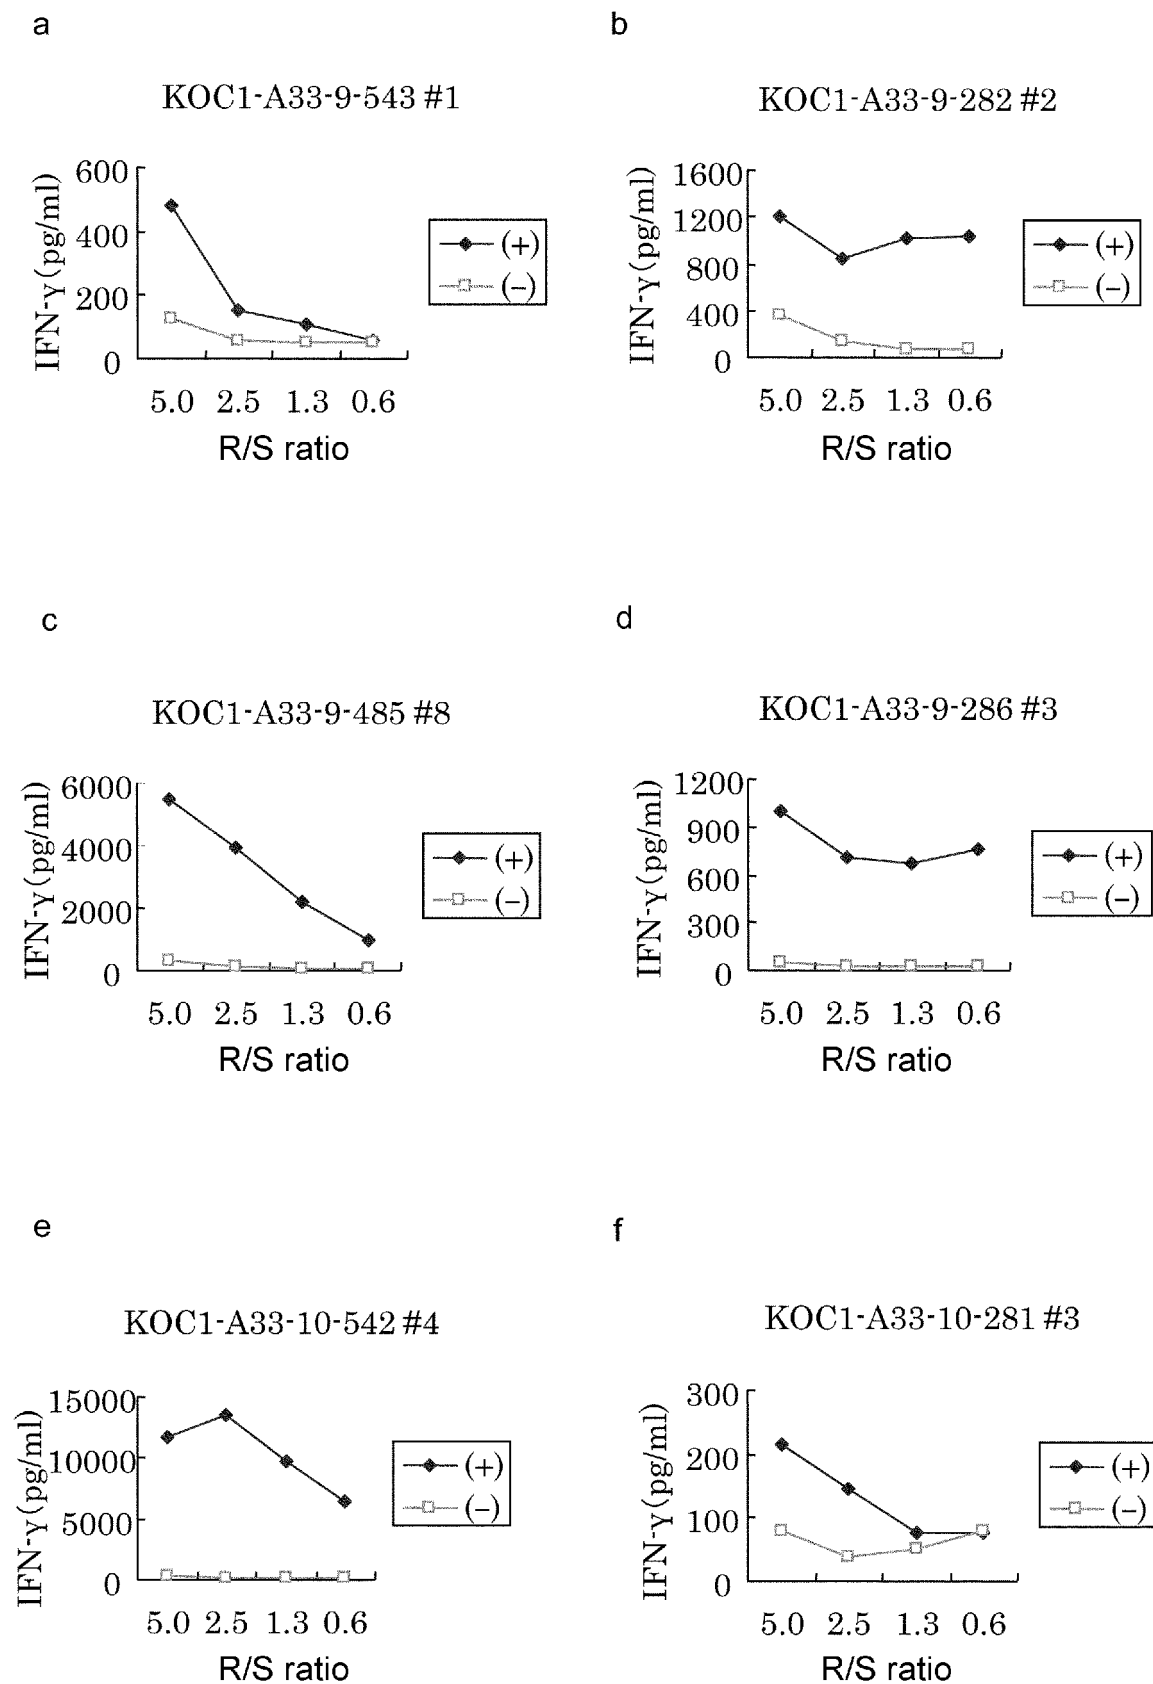 a
KOC1-A33-9-543 #1
IFN-γ(pg/ml)
600
400
200
0
5.0 2.5 1.3 0.6
R/S ratio
(+)
(−)
b
KOC1-A33-9-282 #2
IFN-γ(pg/ml)
1600
1200
800
400
0
5.0 2.5 1.3 0.6
R/S ratio
(+)
(−)
c
KOC1-A33-9-485 #8
IFN-γ(pg/ml)
6000
4000
2000
0
5.0 2.5 1.3 0.6
R/S ratio
(+)
(−)
d
KOC1-A33-9-286 #3
IFN-γ(pg/ml)
1200
900
600
300
0
5.0 2.5 1.3 0.6
R/S ratio
(+)
(−)
e
KOC1-A33-10-542 #4
IFN-γ(pg/ml)
15000
10000
5000
0
5.0 2.5 1.3 0.6
R/S ratio
(+)
(−)
f
KOC1-A33-10-281 #3
IFN-γ(pg/ml)
300
200
100
0
5.0 2.5 1.3 0.6
R/S ratio
(+)
(−)